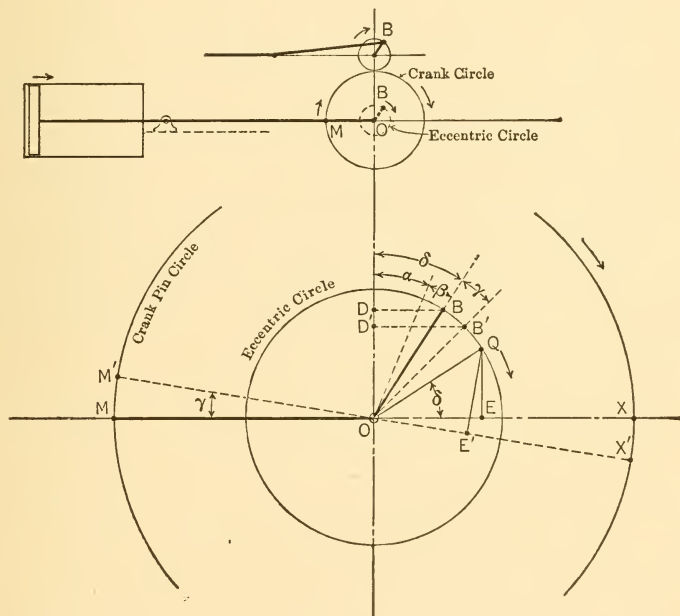 B
Crank Circle
B
M
O
Eccentric Circle
Crank Pin Circle
Eccentric Circle
δ
α
β
γ
D
B
D'
B'
Q
M'
γ
δ
M
O
E
X
E'
X'